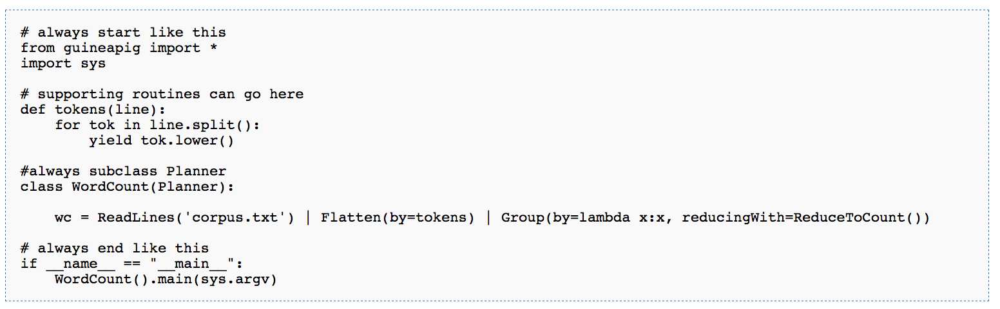 # always start like this
from guineapig import *
import sys
# supporting routines can go here
def tokens(line):
    for tok in line.split():
        yield tok.lower()
#always subclass Planner
class WordCount(Planner):
    wc = ReadLines('corpus.txt') | Flatten(by=tokens) | Group(by=lambda x:x, reducingWith=ReduceToCount())
# always end like this
if __name__ == "__main__":
    WordCount().main(sys.argv)